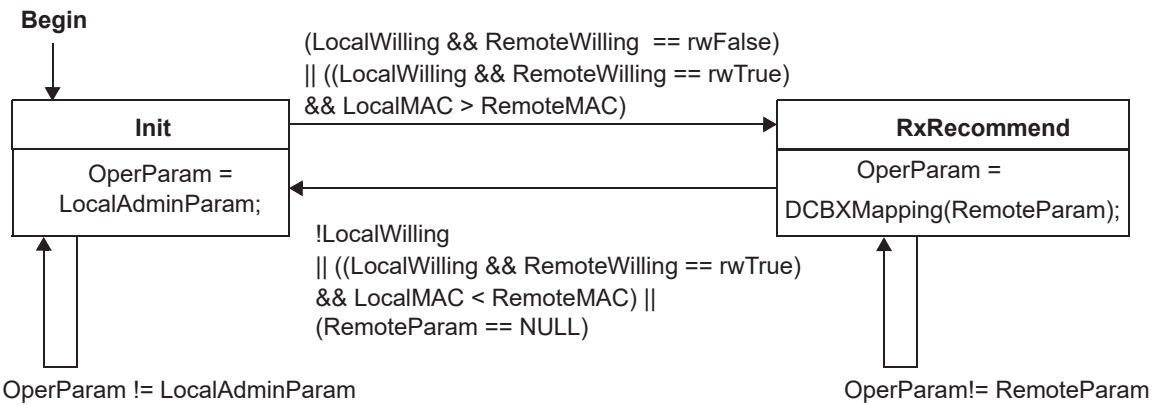 Begin
(LocalWilling && RemoteWilling == rwFalse)
|| ((LocalWilling && RemoteWilling == rwTrue)
&& LocalMAC > RemoteMAC)
Init
RxRecommend
OperParam =
LocalAdminParam;
OperParam =
DCBXMapping(RemoteParam);
!LocalWilling
|| ((LocalWilling && RemoteWilling == rwTrue)
&& LocalMAC < RemoteMAC) ||
(RemoteParam == NULL)
OperParam != LocalAdminParam
OperParam!= RemoteParam